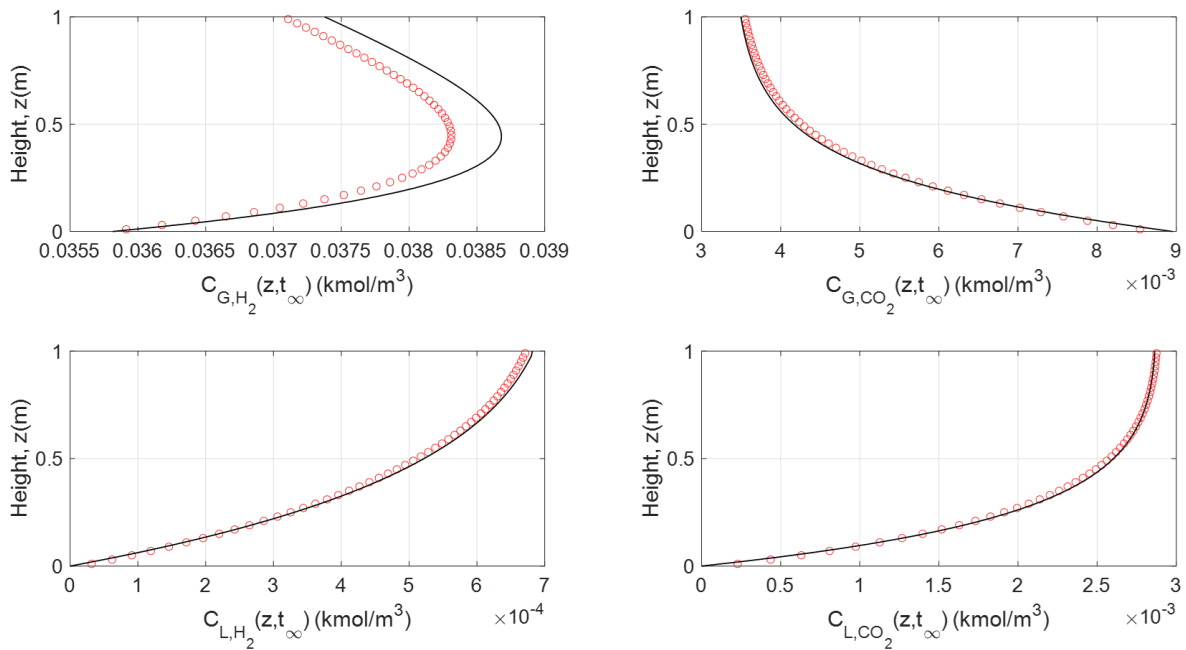 1
0.5
0
Height, z(m)
0.0355 0.036 0.0365 0.037 0.0375 0.038 0.0385 0.039
C_{G,H_2}(z,t_∞) (kmol/m^3)
1
0.5
0
Height, z(m)
3 4 5 6 7 8 9
×10^{-3}
C_{G,CO_2}(z,t_∞) (kmol/m^3)
1
0.5
0
Height, z(m)
0 1 2 3 4 5 6 7
×10^{-4}
C_{L,H_2}(z,t_∞) (kmol/m^3)
1
0.5
0
Height, z(m)
0 0.5 1 1.5 2 2.5 3
×10^{-3}
C_{L,CO_2}(z,t_∞) (kmol/m^3)